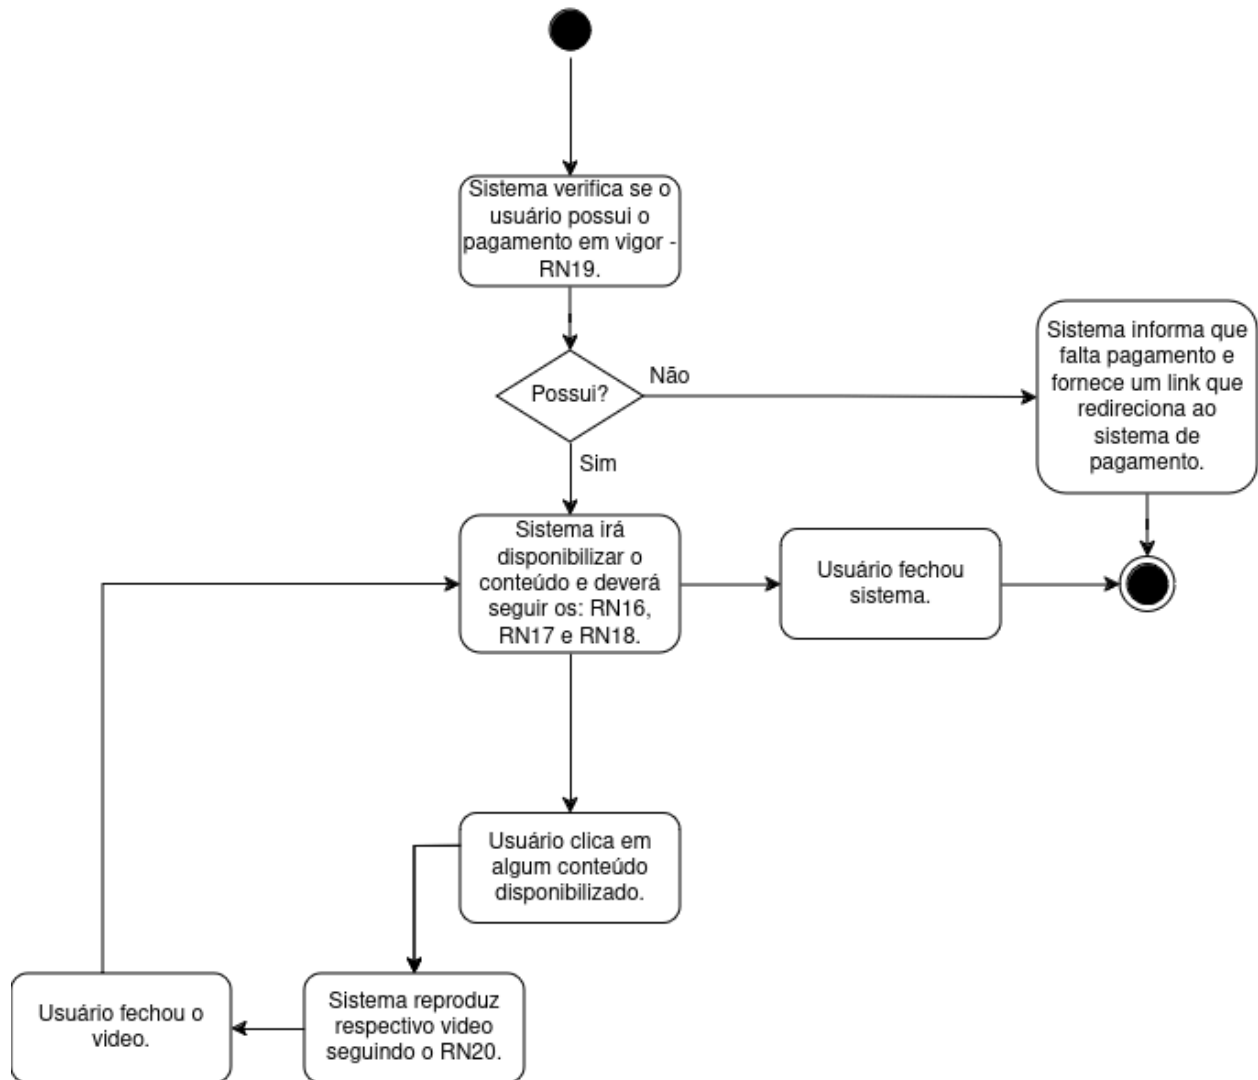 Sistema verifica se o
usuário possui o
pagamento em vigor -
RN19.
Possui?
Não
Sistema informa que
falta pagamento e
fornece um link que
redireciona ao
sistema de
pagamento.
Sim
Sistema irá
disponibilizar o
conteúdo e deverá
seguir os: RN16,
RN17 e RN18.
Usuário fechou
sistema.
Usuário clica em
algum conteúdo
disponibilizado.
Usuário fechou o
video.
Sistema reproduz
respectivo video
seguindo o RN20.